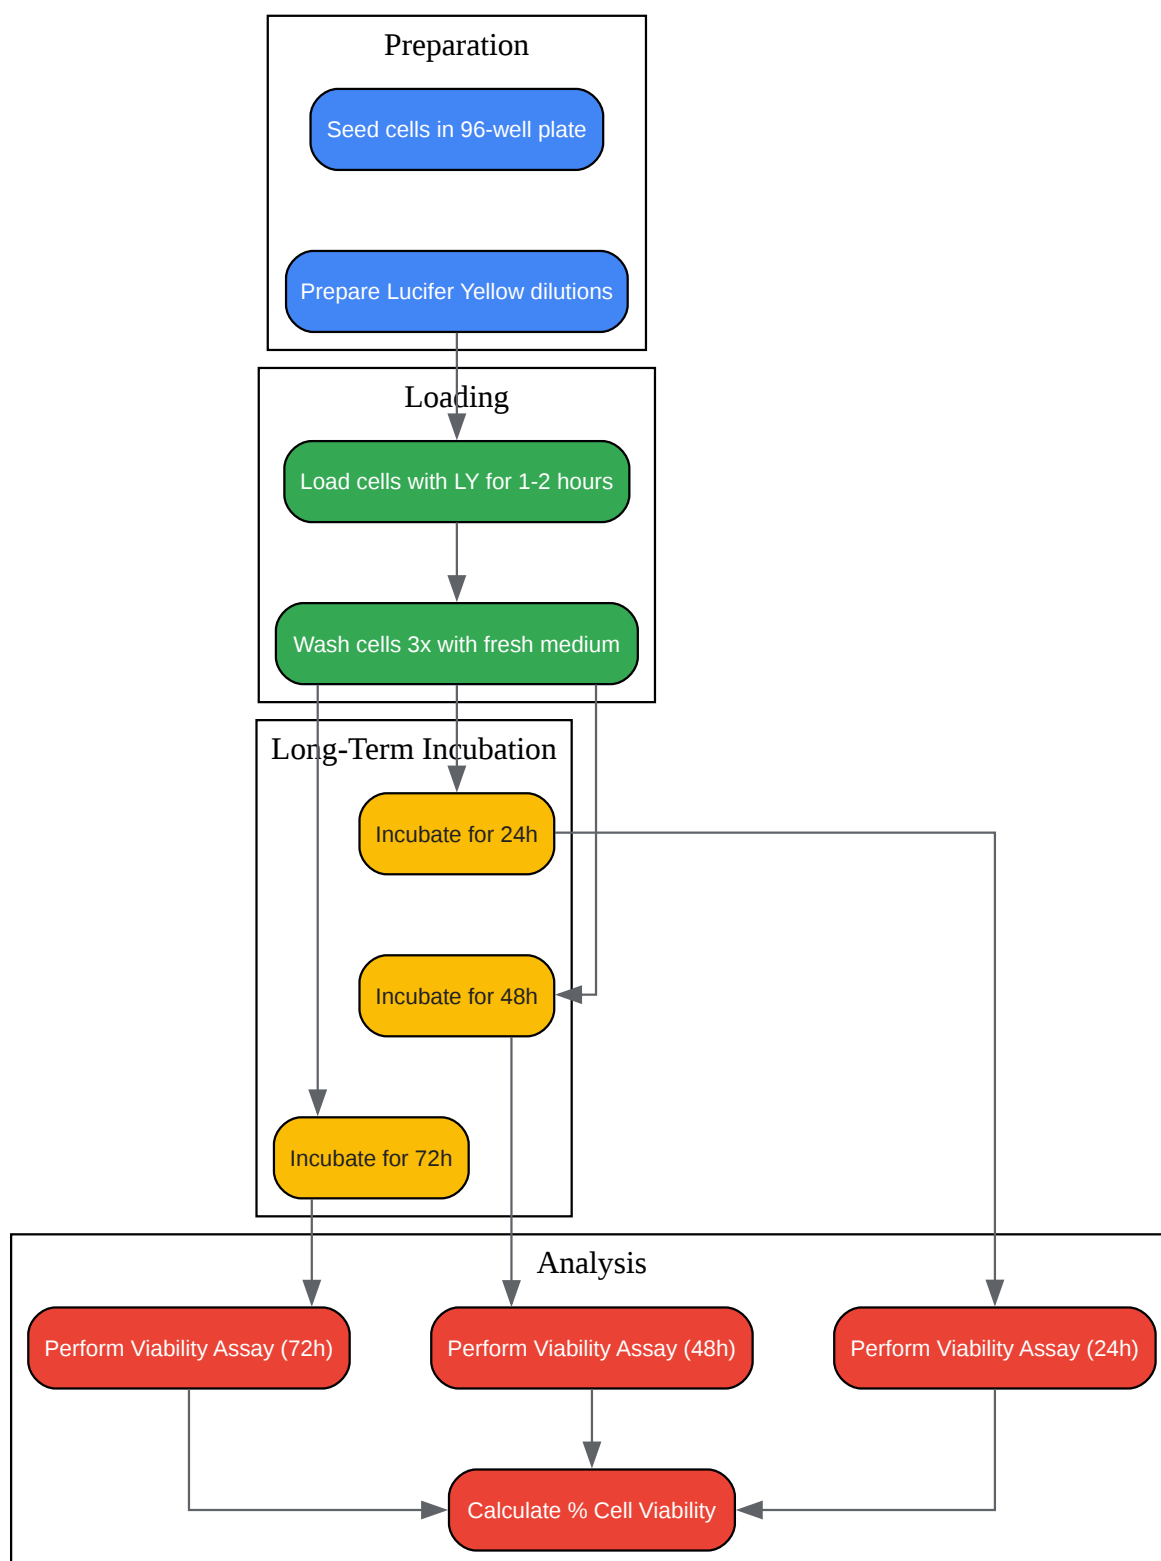 Preparation
Seed cells in 96-well plate
Prepare Lucifer Yellow dilutions
Loading
Load cells with LY for 1-2 hours
Wash cells 3x with fresh medium
Long-Term Incubation
Incubate for 24h
Incubate for 48h
Incubate for 72h
Analysis
Perform Viability Assay (72h)
Perform Viability Assay (48h)
Perform Viability Assay (24h)
Calculate % Cell Viability